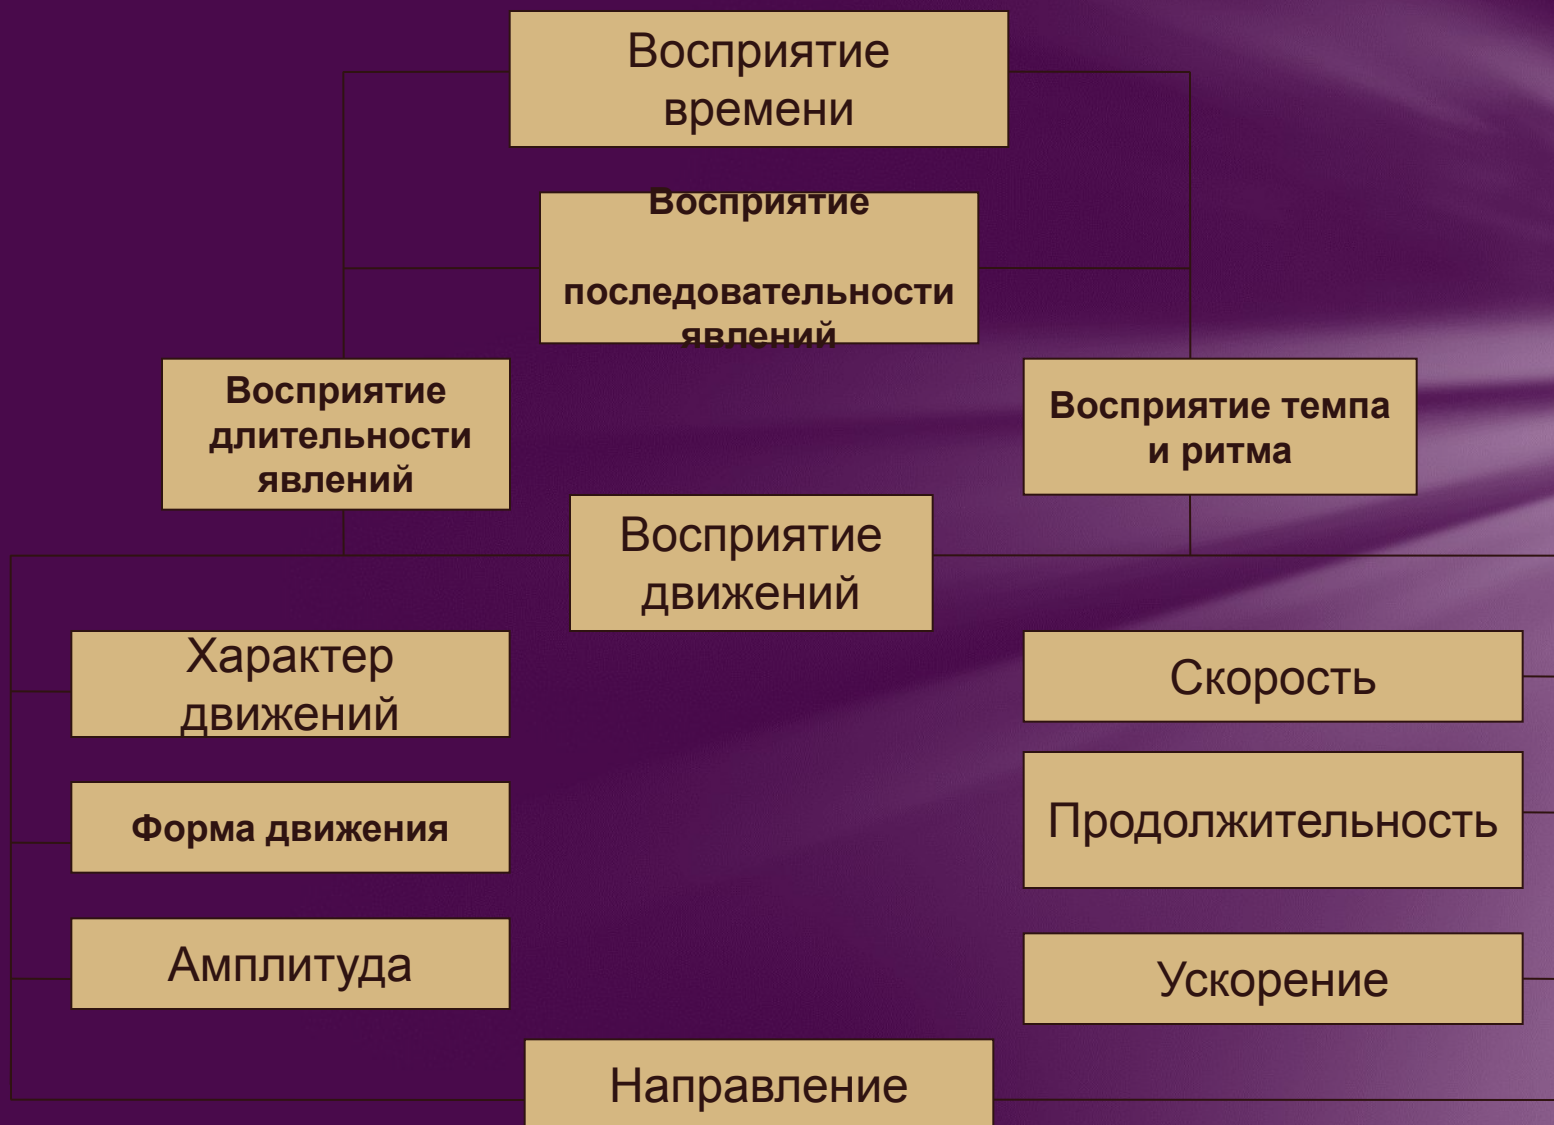 Восприятие
времени
Восприятие
последовательности
явлений
Восприятие
длительности
явлений
Восприятие темпа
и ритма
Восприятие
движений
Характер
движений
Скорость
Форма движения
Продолжительность
Амплитуда
Ускорение
Направление